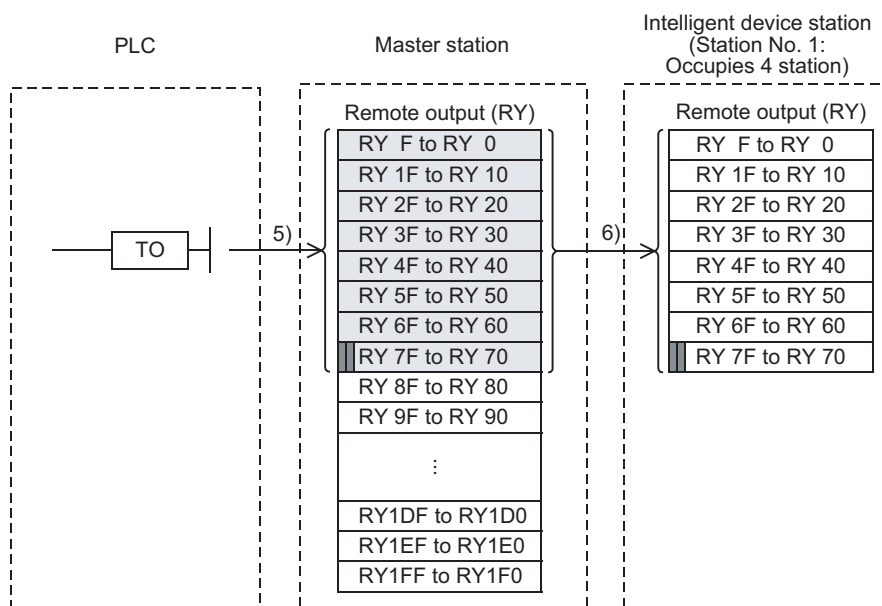 PLC
Master station
Intelligent device station
(Station No. 1:
Occupies 4 station)
Remote output (RY)
RY F to RY 0
RY 1F to RY 10
RY 2F to RY 20
RY 3F to RY 30
RY 4F to RY 40
RY 5F to RY 50
RY 6F to RY 60
RY 7F to RY 70
RY 8F to RY 80
RY 9F to RY 90
⋮
RY1DF to RY1D0
RY1EF to RY1E0
RY1FF to RY1F0
TO
5)
6)
Remote output (RY)
RY F to RY 0
RY 1F to RY 10
RY 2F to RY 20
RY 3F to RY 30
RY 4F to RY 40
RY 5F to RY 50
RY 6F to RY 60
RY 7F to RY 70